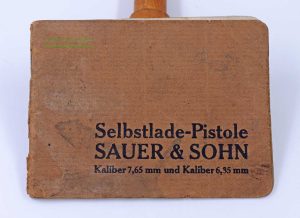 Selbstlade-Pistole
SAUER & SOHN
Kaliber 7,65 mm und Kaliber 6,35 mm